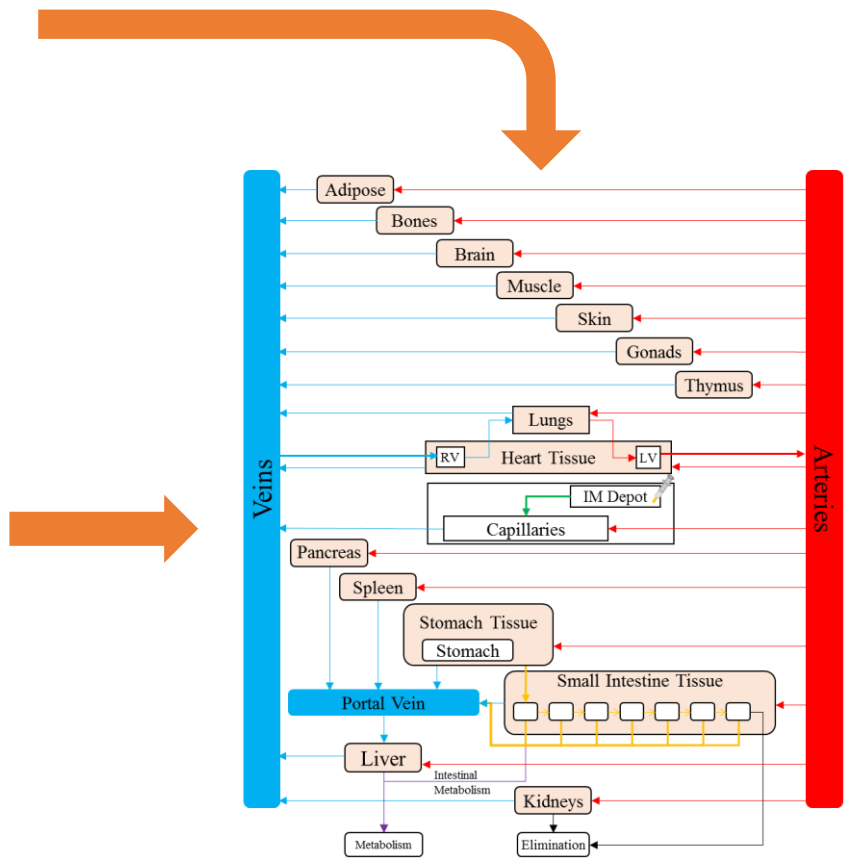 Adipose
Bones
Brain
Muscle
Skin
Gonads
Thymus
Lungs
RV
Heart Tissue
LV
Veins
Arteries
IM Depot
Capillaries
Pancreas
Spleen
Stomach Tissue
Stomach
Small Intestine Tissue
Portal Vein
Liver
Intestinal
Metabolism
Kidneys
Metabolism
Elimination